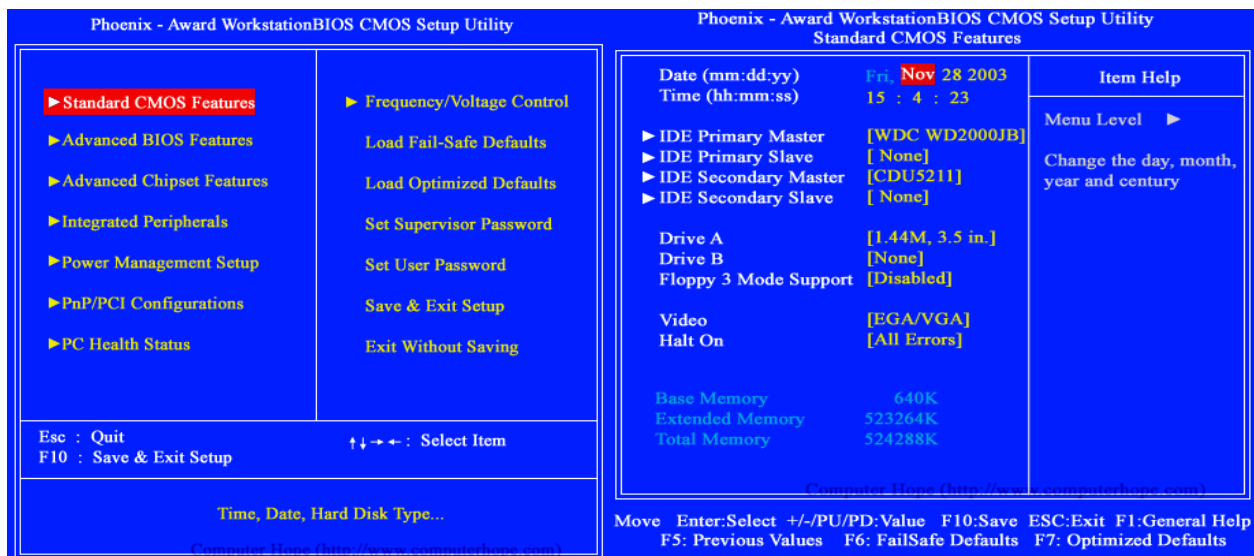 Phoenix - Award WorkstationBIOS CMOS Setup Utility
►Standard CMOS Features
►Advanced BIOS Features
►Advanced Chipset Features
►Integrated Peripherals
►Power Management Setup
►PnP/PCI Configurations
►PC Health Status
► Frequency/Voltage Control
Load Fail-Safe Defaults
Load Optimized Defaults
Set Supervisor Password
Set User Password
Save & Exit Setup
Exit Without Saving
Esc : Quit
F10 : Save & Exit Setup
↑↓→← : Select Item
Time, Date, Hard Disk Type...
Computer Hope (http://www.computerhope.com)
Phoenix - Award WorkstationBIOS CMOS Setup Utility
Standard CMOS Features
Date (mm:dd:yy) Fri, Nov 28 2003
Time (hh:mm:ss) 15 : 4 : 23
► IDE Primary Master [WDC WD2000JB]
► IDE Primary Slave [ None]
► IDE Secondary Master [CDU5211]
► IDE Secondary Slave [ None]
Drive A [1.44M, 3.5 in.]
Drive B [None]
Floppy 3 Mode Support [Disabled]
Video [EGA/VGA]
Halt On [All Errors]
Base Memory 640K
Extended Memory 523264K
Total Memory 524288K
Item Help
Menu Level ►
Change the day, month,
year and century
Computer Hope (http://www.computerhope.com)
Move Enter:Select +/-/PU/PD:Value F10:Save ESC:Exit F1:General Help
F5: Previous Values F6: FailSafe Defaults F7: Optimized Defaults